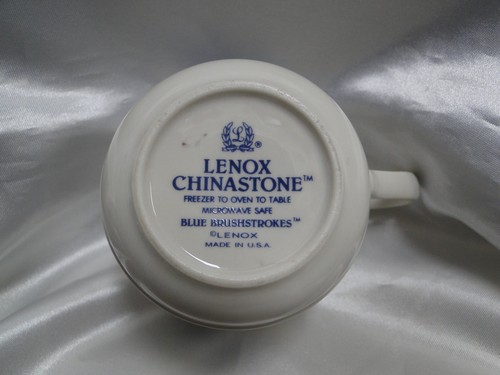 L ®
LENOX
CHINASTONE™
FREEZER TO OVEN TO TABLE
MICROWAVE SAFE
BLUE BRUSHSTROKES™
©LENOX
MADE IN U.S.A.